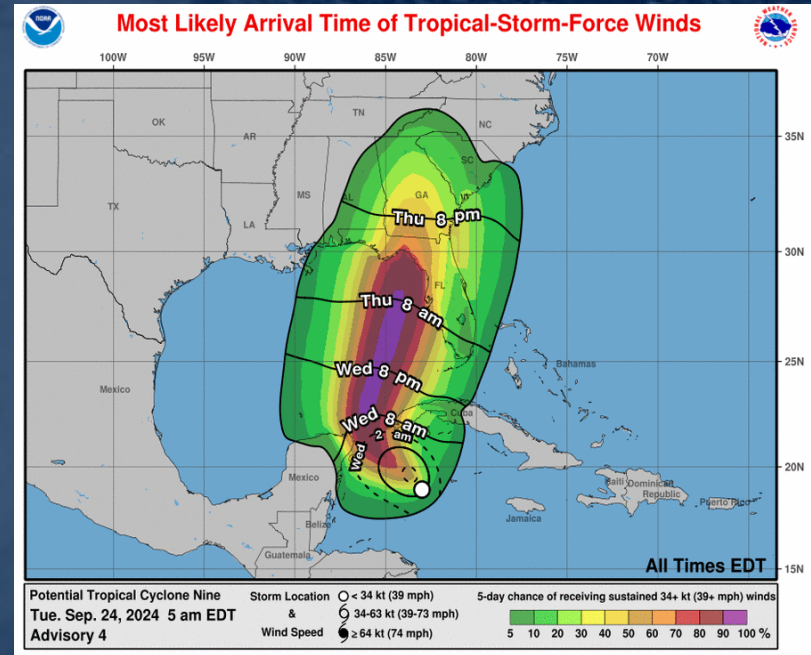 NOAA
Most Likely Arrival Time of Tropical-Storm-Force Winds
100W 95W 90W 85W 80W 75W 70W
OK
TN
NC
35N
AR
SC
MS
AL
GA
TX
LA
Thu 8 pm
30N
FL
Thu 8 am
25N
Wed 8 pm
Bahamas
Mexico
Wed 8 am
Cuba
Wed 2 am
20N
Mexico
Haiti
Dominican
Republic
Puerto Rico
Jamaica
Belize
Guatemala
All Times EDT
15N
Potential Tropical Cyclone Nine
Tue. Sep. 24, 2024 5 am EDT
Advisory 4
Storm Location
&
Wind Speed
< 34 kt (39 mph)
34-63 kt (39-73 mph)
≥ 64 kt (74 mph)
5-day chance of receiving sustained 34+ kt (39+ mph) winds
5 10 20 30 40 50 60 70 80 90 100 %